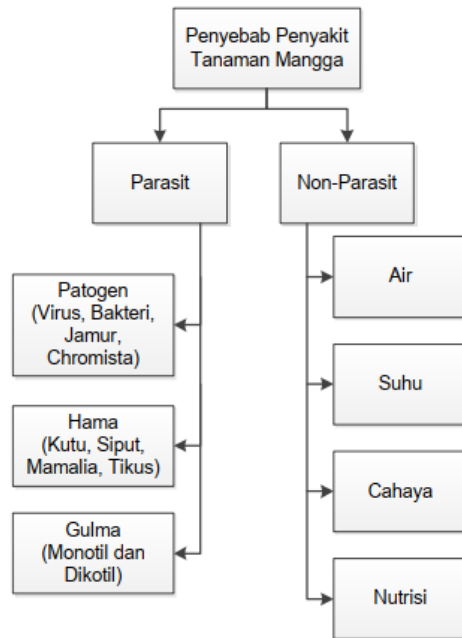 Penyebab Penyakit
Tanaman Mangga
Parasit
Non-Parasit
Patogen
(Virus, Bakteri,
Jamur,
Chromista)
Hama
(Kutu, Siput,
Mamalia, Tikus)
Gulma
(Monotil dan
Dikotil)
Air
Suhu
Cahaya
Nutrisi